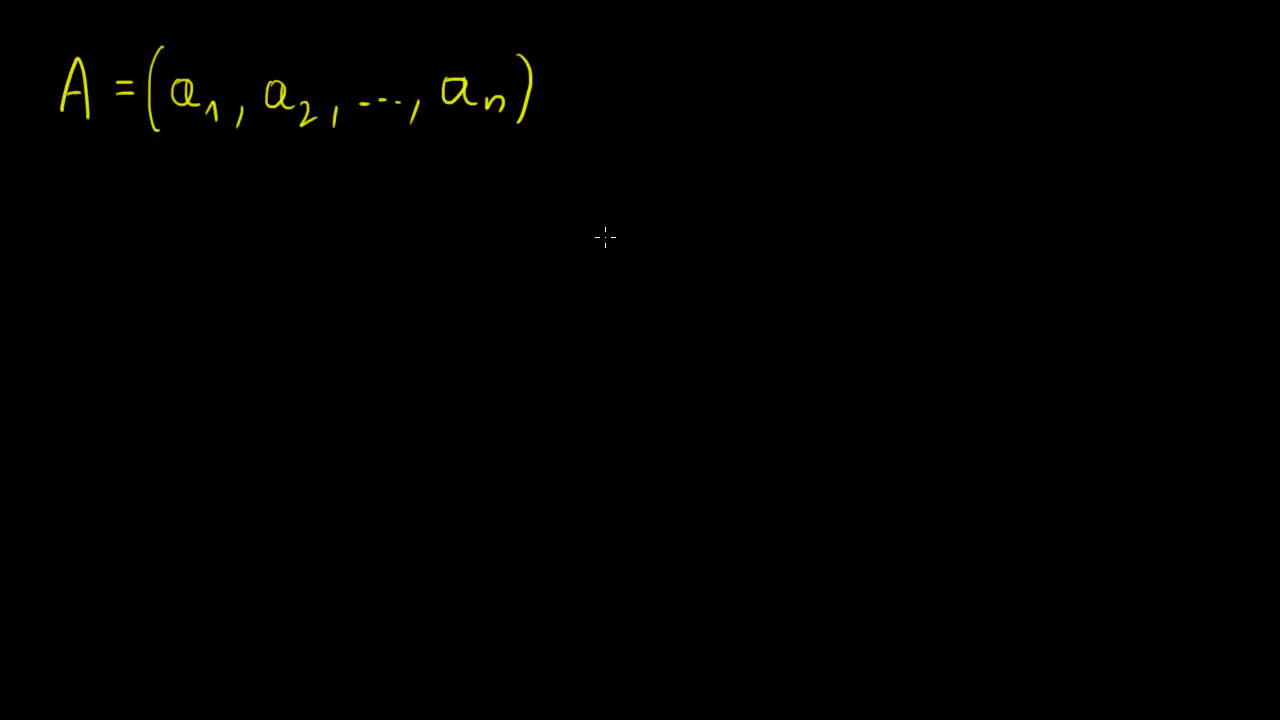 A = (a₁, a₂, ..., aₙ)